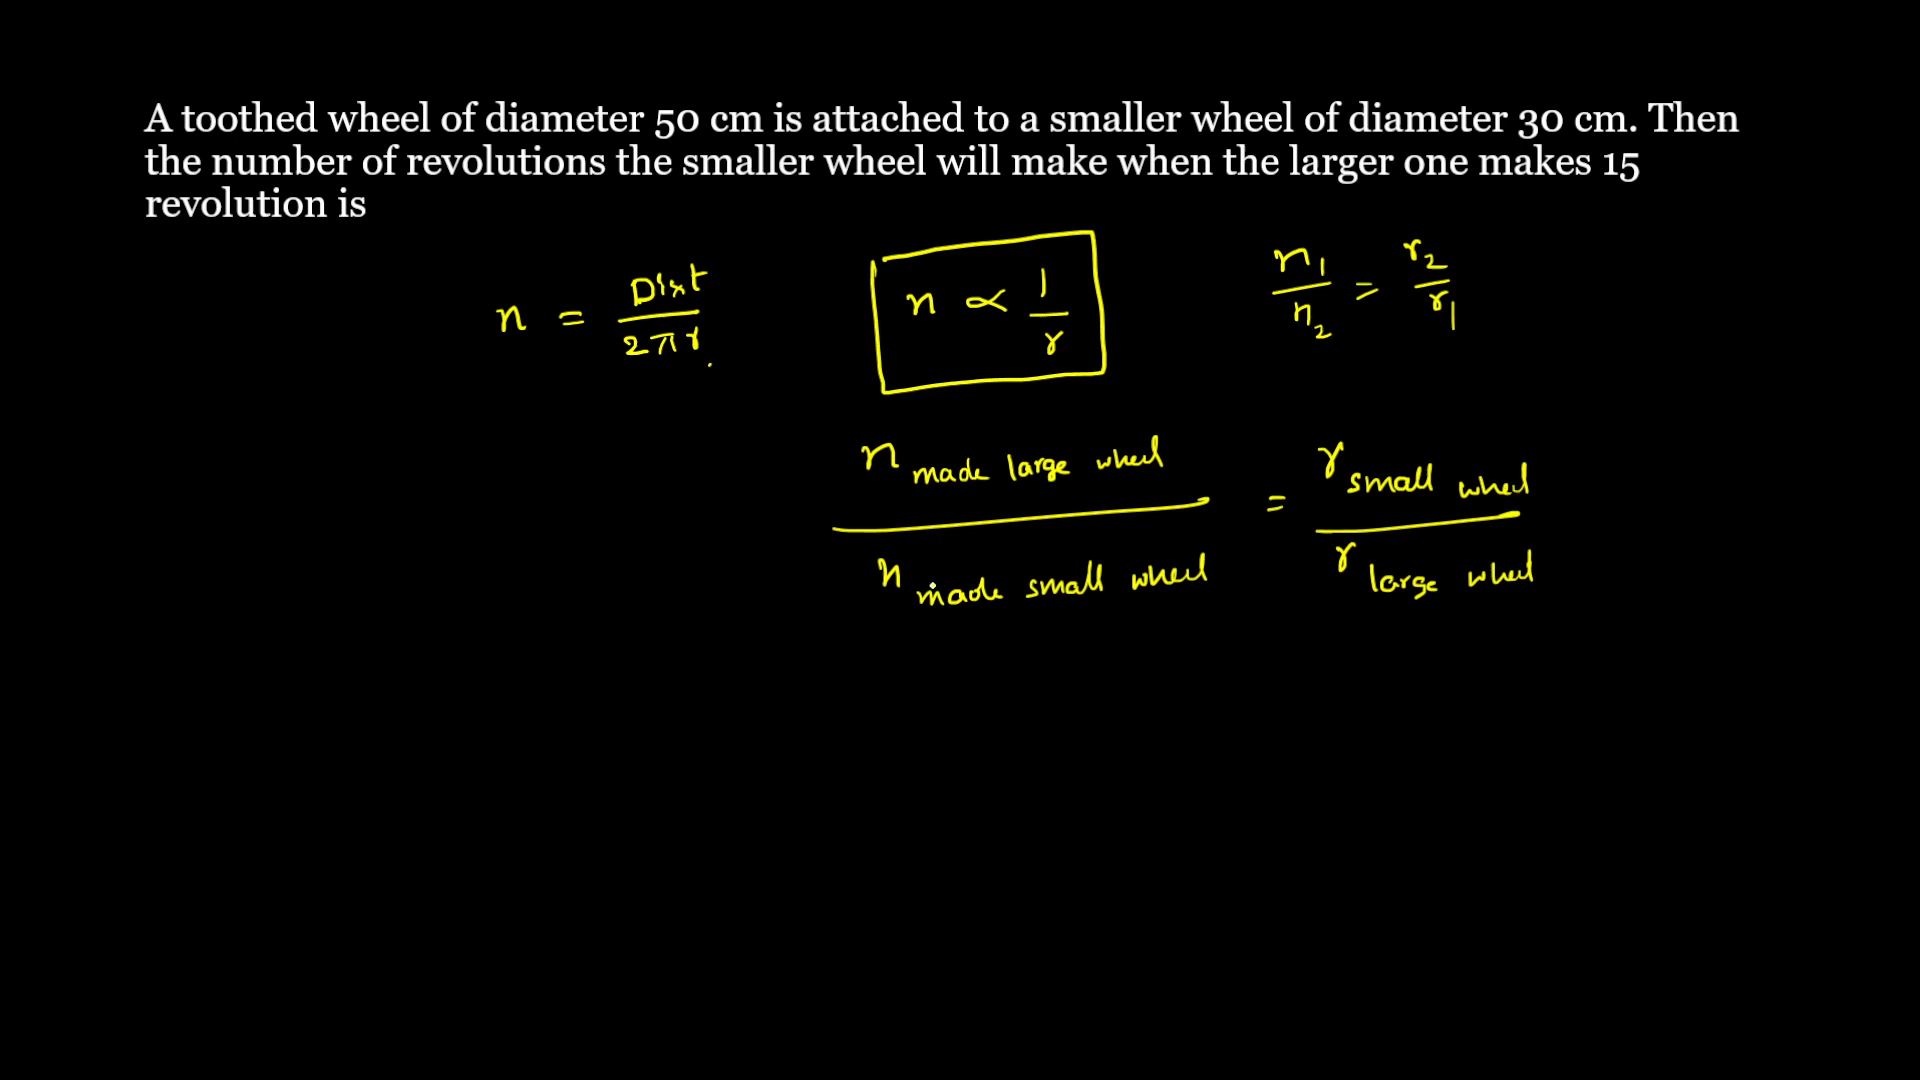 A toothed wheel of diameter 50 cm is attached to a smaller wheel of diameter 30 cm. Then
the number of revolutions the smaller wheel will make when the larger one makes 15
revolution is
n = Dist / 2πr
n ∝ 1 / r
n₁ / n₂ = r₂ / r₁
n made large wheel / n made small wheel = r small wheel / r large wheel